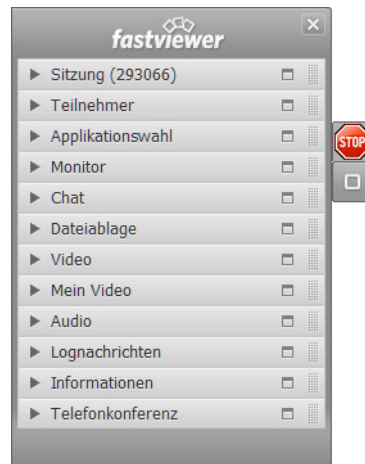 fastviewer
Sitzung (293066)
Teilnehmer
Applikationswahl
STOP
Monitor
Chat
Dateiablage
Video
Mein Video
Audio
Lognachrichten
Informationen
Telefonkonferenz